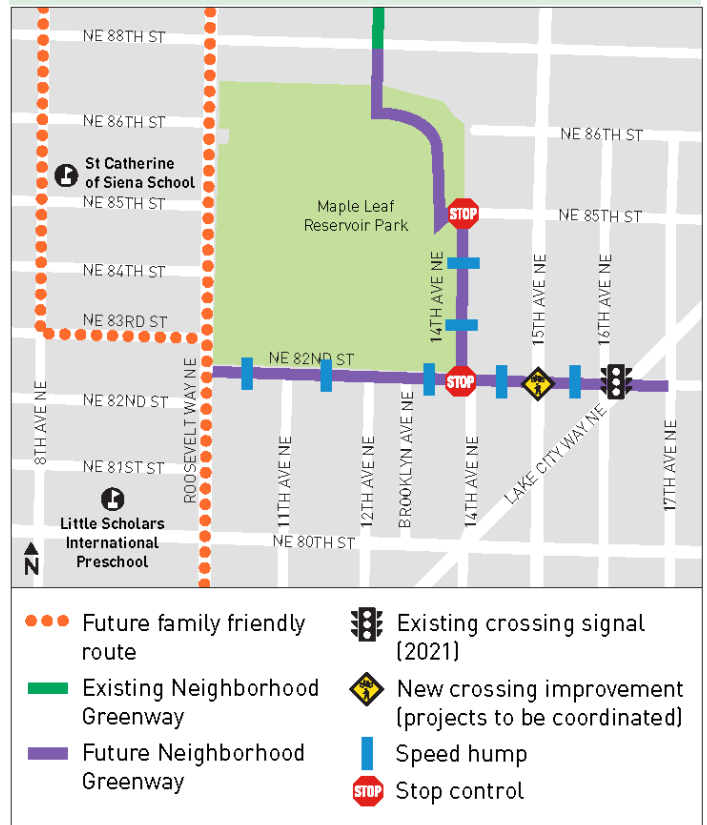 NE 88TH ST
NE 86TH ST
NE 86TH ST
St Catherine
of Siena School
NE 85TH ST
Maple Leaf
Reservoir Park
STOP
NE 85TH ST
NE 84TH ST
14TH AVE NE
15TH AVE NE
16TH AVE NE
NE 83RD ST
NE 82ND ST
STOP
8TH AVE NE
NE 82ND ST
ROOSEVELT WAY NE
11TH AVE NE
12TH AVE NE
BROOKLYN AVE
14TH AVE NE
LAKE CITY WAY NE
17TH AVE NE
NE 81ST ST
Little Scholars
International
Preschool
NE 80TH ST
N
Future family friendly
route
Existing Neighborhood
Greenway
Future Neighborhood
Greenway
Existing crossing signal
(2021)
New crossing improvement
(projects to be coordinated)
Speed hump
STOP
Stop control